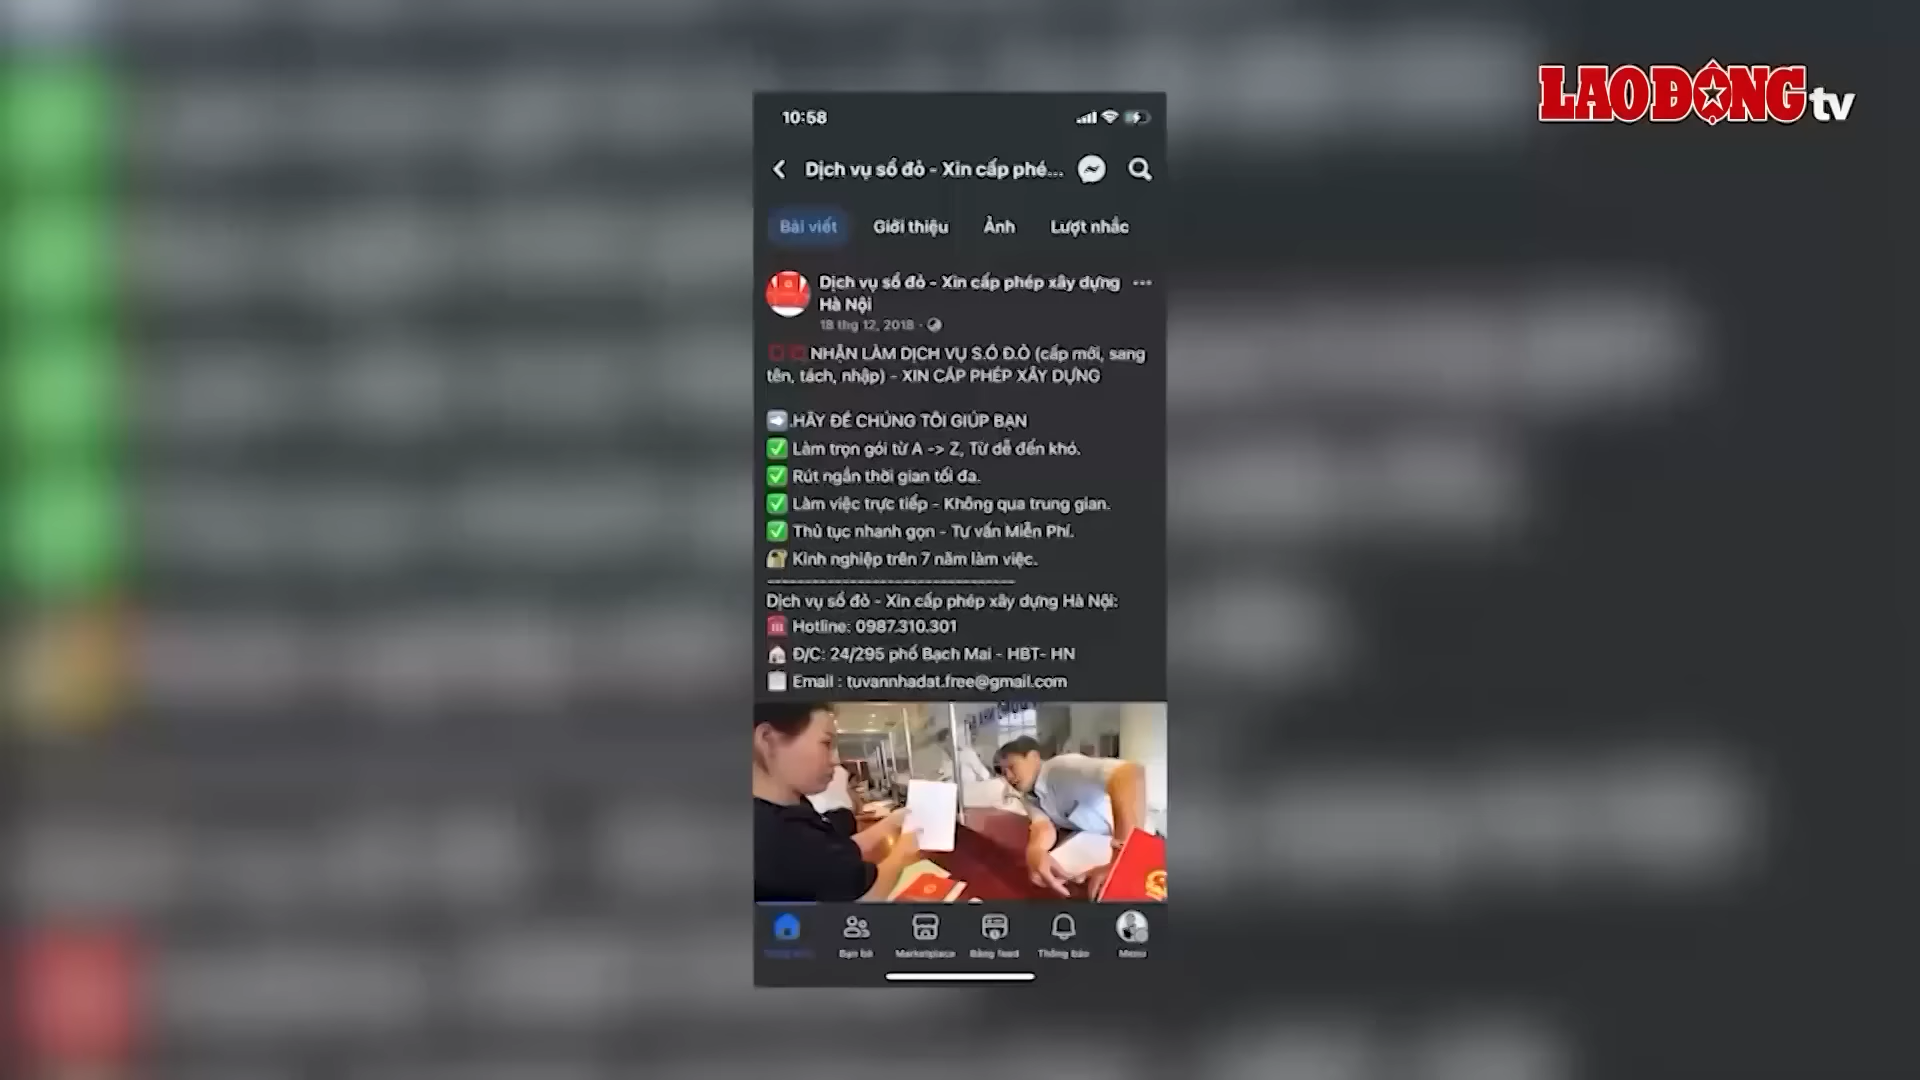 LAO ĐỘNG tv
10:58
Dịch vụ sổ đỏ - Xin cấp phé...
Bài viết
Giới thiệu
Ảnh
Lượt nhắc
Dịch vụ sổ đỏ - Xin cấp phép xây dựng
Hà Nội
18 thg 12, 2018
NHẬN LÀM DỊCH VỤ S.Ổ Đ.Ỏ (cấp mới, sang
tên, tách, nhập) - XIN CẤP PHÉP XÂY DỰNG
.HÃY ĐỂ CHÚNG TÔI GIÚP BẠN
Làm trọn gói từ A -> Z, Từ dễ đến khó.
Rút ngắn thời gian tối đa.
Làm việc trực tiếp - Không qua trung gian.
Thủ tục nhanh gọn - Tư vấn Miễn Phí.
Kinh nghiệp trên 7 năm làm việc.
--------------------------------
Dịch vụ sổ đỏ - Xin cấp phép xây dựng Hà Nội:
Hotline: 0987.310.301
Đ/C: 24/295 phố Bạch Mai - HBT- HN
Email : tuvannhadat.free@gmail.com
Bạn bè
Marketplace
Bảng feed
Thông báo
Menu